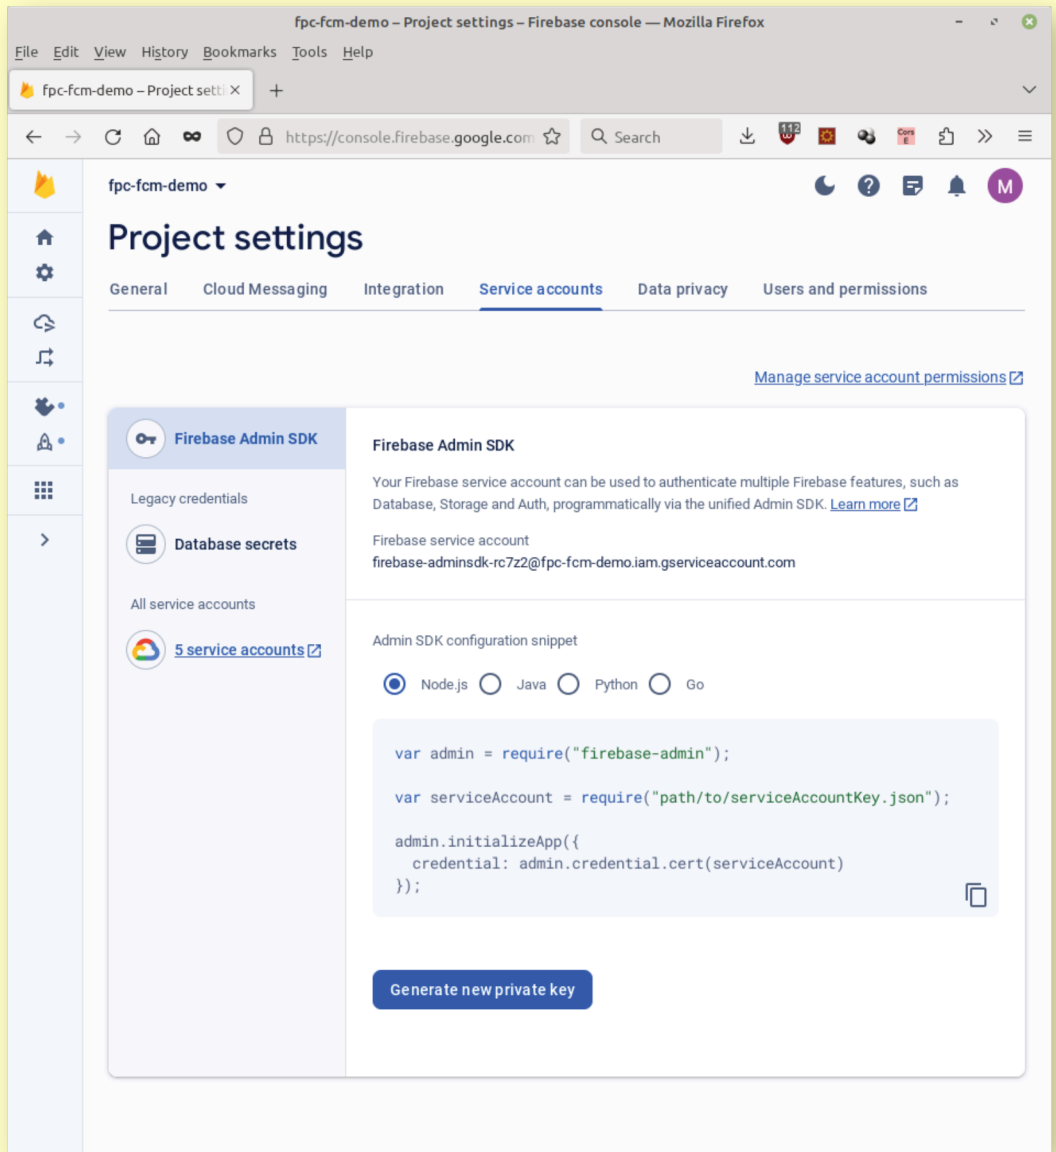 fpc-fcm-demo – Project settings – Firebase console — Mozilla Firefox
File Edit View History Bookmarks Tools Help
fpc-fcm-demo – Project setti
https://console.firebase.google.com
Search
112
Cors
E
fpc-fcm-demo
M
Project settings
General Cloud Messaging Integration Service accounts Data privacy Users and permissions
Manage service account permissions
Firebase Admin SDK
Legacy credentials
Database secrets
All service accounts
5 service accounts
Firebase Admin SDK
Your Firebase service account can be used to authenticate multiple Firebase features, such as
Database, Storage and Auth, programmatically via the unified Admin SDK. Learn more
Firebase service account
firebase-adminsdk-rc7z2@fpc-fcm-demo.iam.gserviceaccount.com
Admin SDK configuration snippet
Node.js Java Python Go
var admin = require("firebase-admin");
var serviceAccount = require("path/to/serviceAccountKey.json");
admin.initializeApp({
credential: admin.credential.cert(serviceAccount)
});
Generate new private key